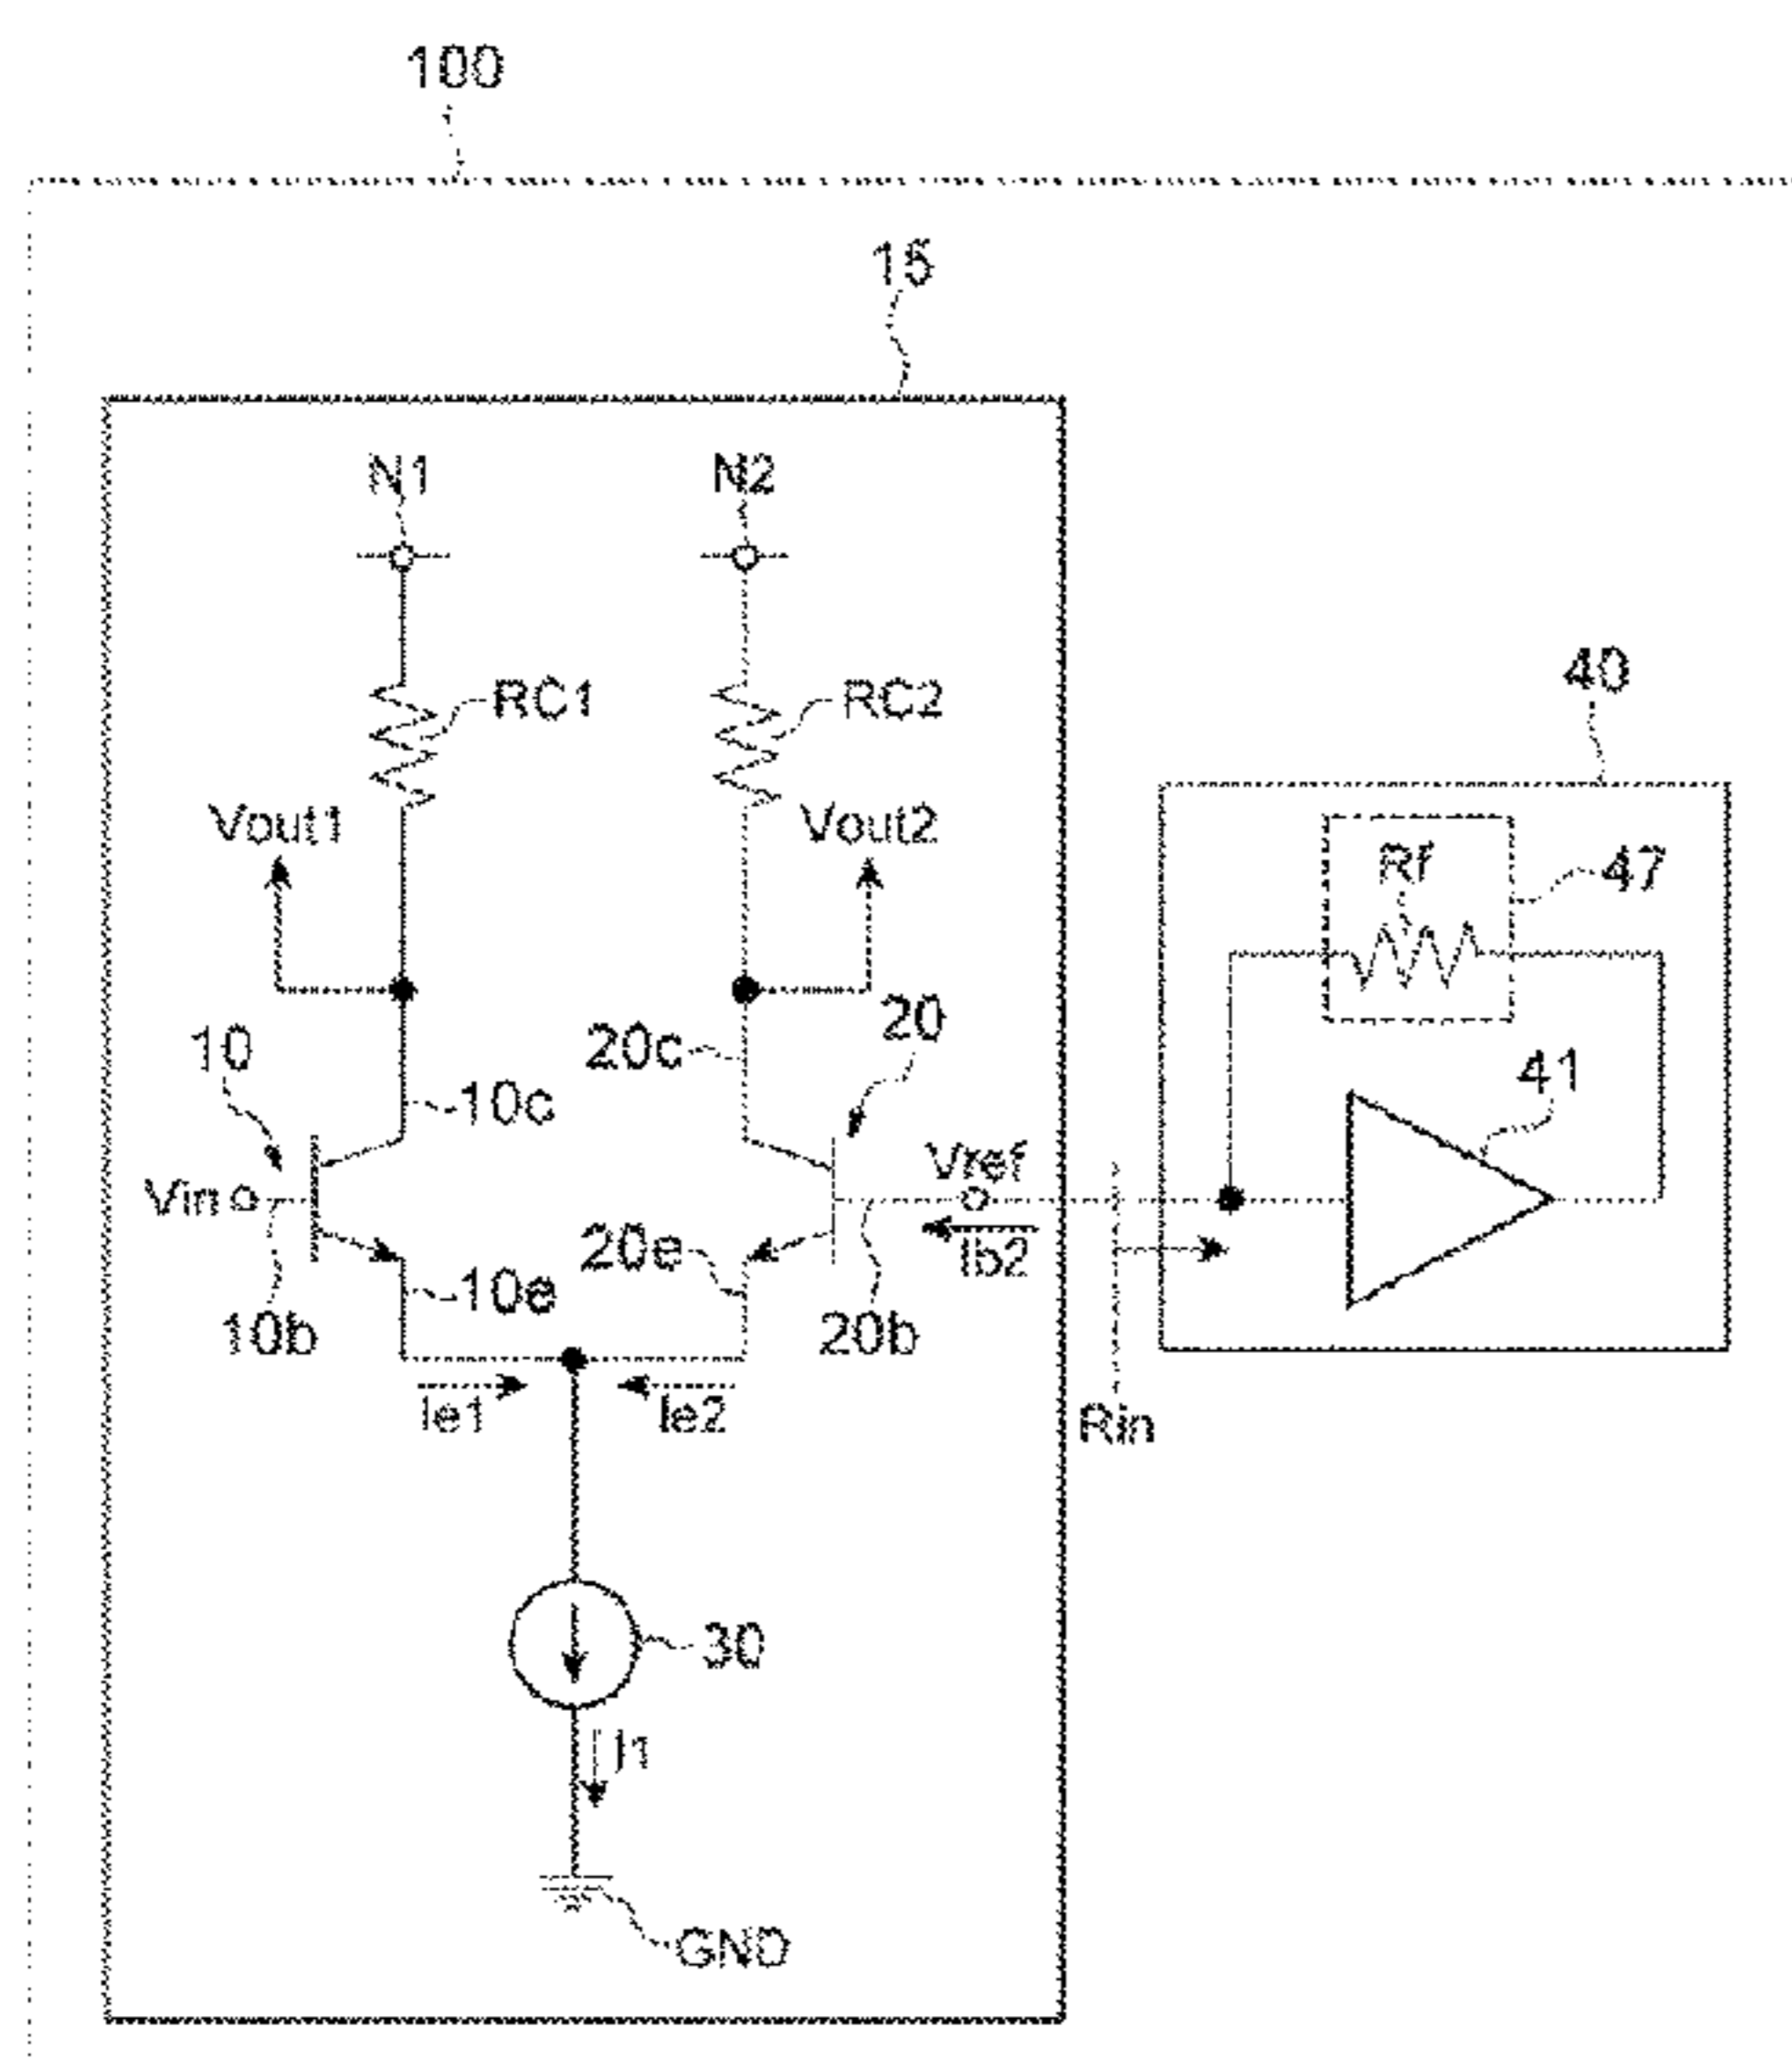 100
15
N1
N2
RC1
RC2
40
Vout1
Vout2
Rf
47
10
20c
20
10c
41
Vin
Vref
20e
Ib2
10e
10b
20b
Ie1
Ie2
Rin
30
I1
GND